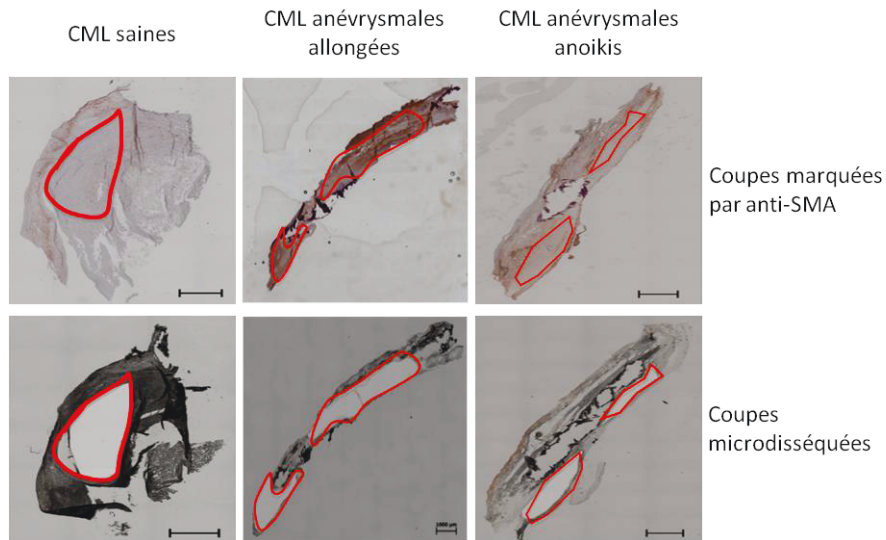 CML saines
CML anévrysmales
allongées
CML anévrysmales
anoikis
Coupes marquées
par anti-SMA
Coupes
microdisséquées